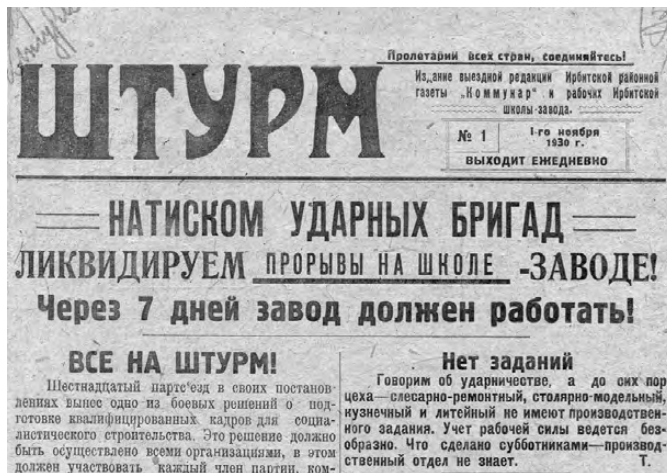 Пролетарии всех стран, соединяйтесь!
ШТУРМ
Издание выездной редакции Ирбитской районной
газеты „Коммунар" и рабочих Ирбитской
школы-завода.
№ 1
1-го ноября
1930 г.
ВЫХОДИТ ЕЖЕДНЕВНО
НАТИСКОМ УДАРНЫХ БРИГАД
ЛИКВИДИРУЕМ ПРОРЫВЫ НА ШКОЛЕ -ЗАВОДЕ!
Через 7 дней завод должен работать!
ВСЕ НА ШТУРМ!
Шестнадцатый партс'езд в своих постанов-
лениях вынес одно из боевых решений о под-
готовке квалифицированных кадров для социа-
листического строительства. Это решение должно
быть осуществлено всеми организациями, в этом
должен участвовать каждый член партии, ком-
Нет заданий
Говорим об ударничестве, а до сих пор
цеха—слесарно-ремонтный, столярно-модельный,
кузнечный и литейный не имеют производствен-
ного задания. Учет рабочей силы ведется без-
образно. Что сделано субботниками—производ-
ственный отдел не знает. Т.